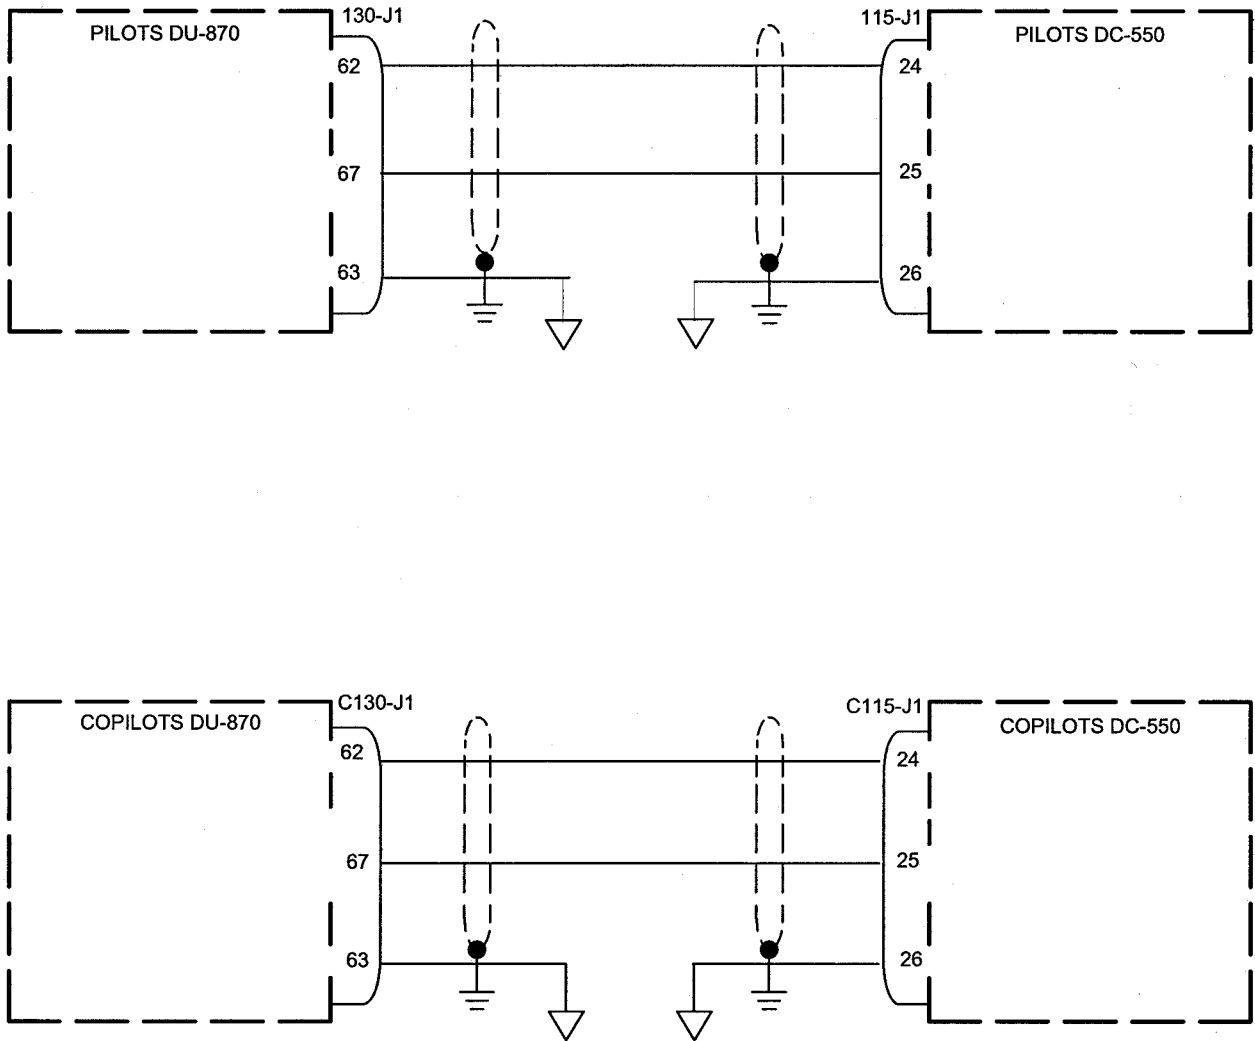 130-J1
115-J1
PILOTS DU-870
PILOTS DC-550
62
24
67
25
63
26
C130-J1
C115-J1
COPILOTS DU-870
COPILOTS DC-550
62
24
67
25
63
26